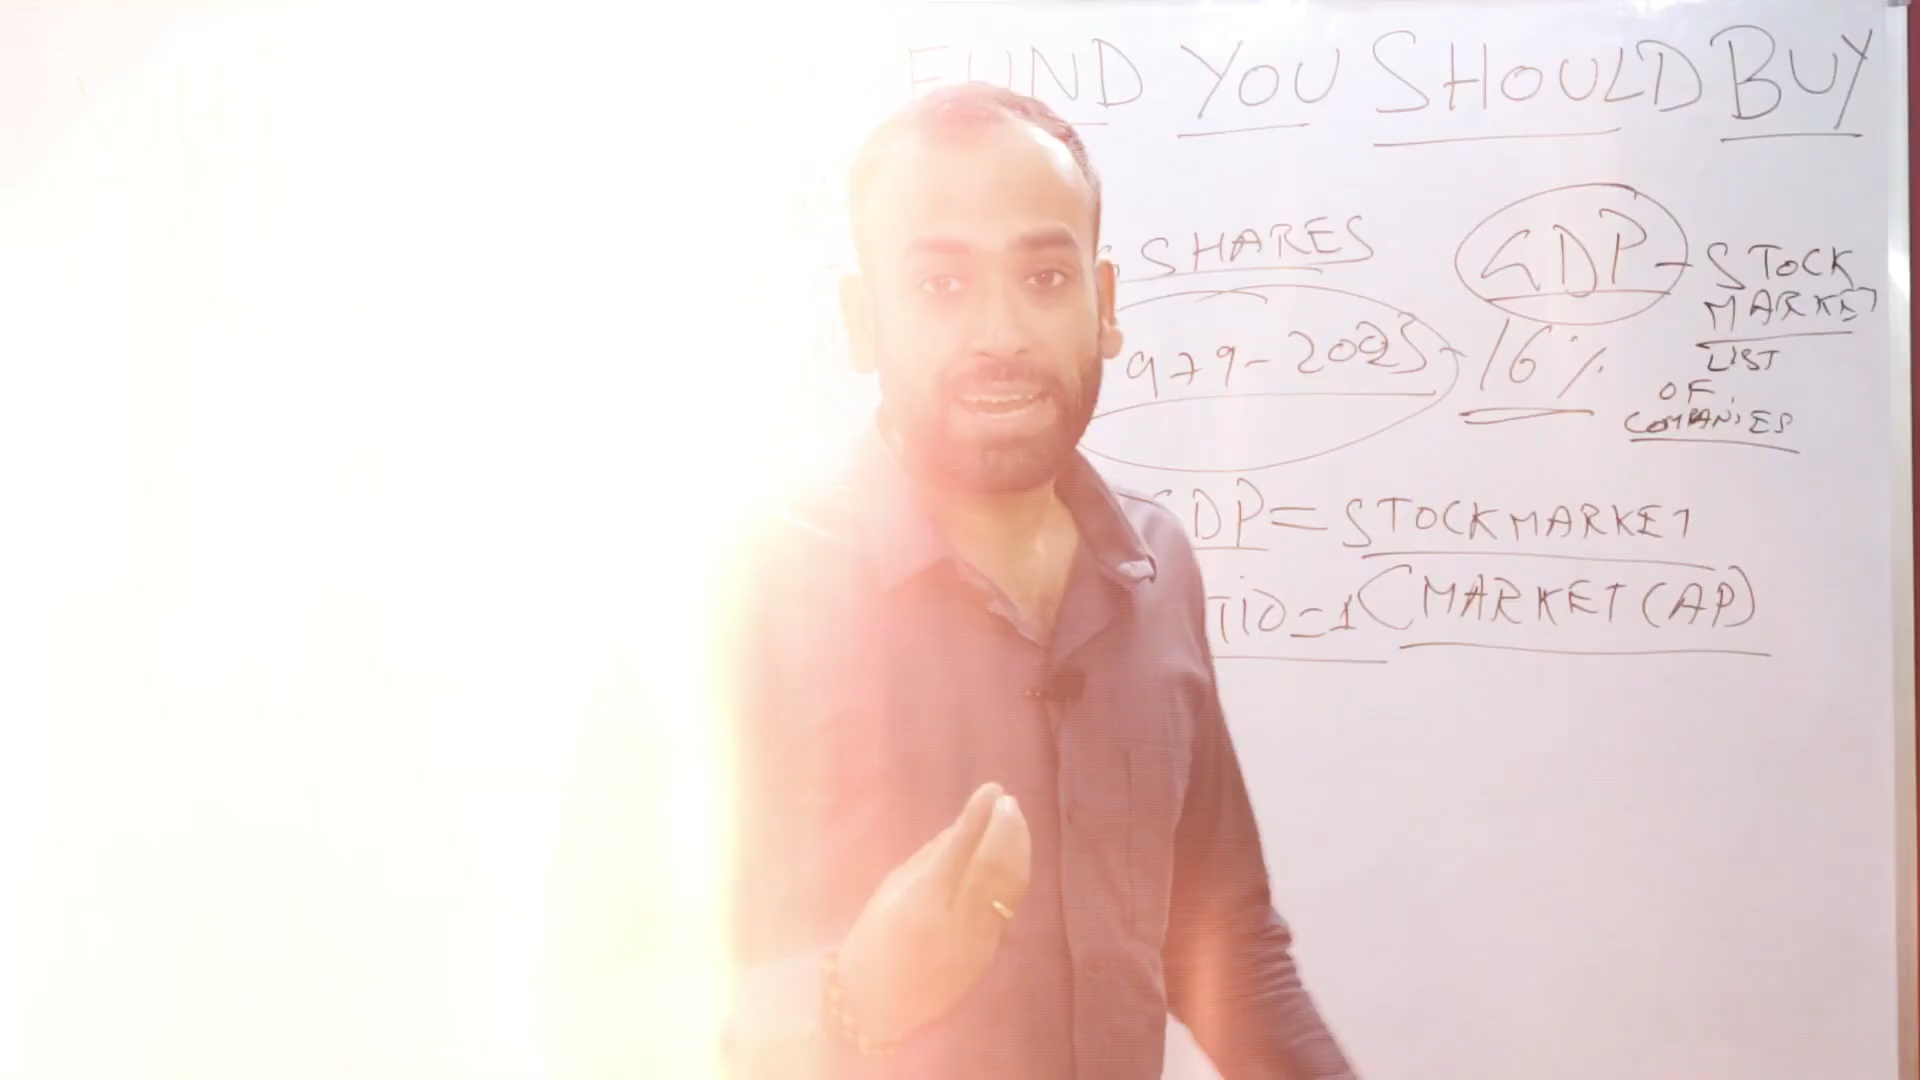 FUND YOU SHOULD BUY
SHARES
GDP - STOCK
MARKET
979-2025 - 16%
LIST
OF
COMPANIES
GDP = STOCKMARKET
TIO=1 (MARKET CAP)